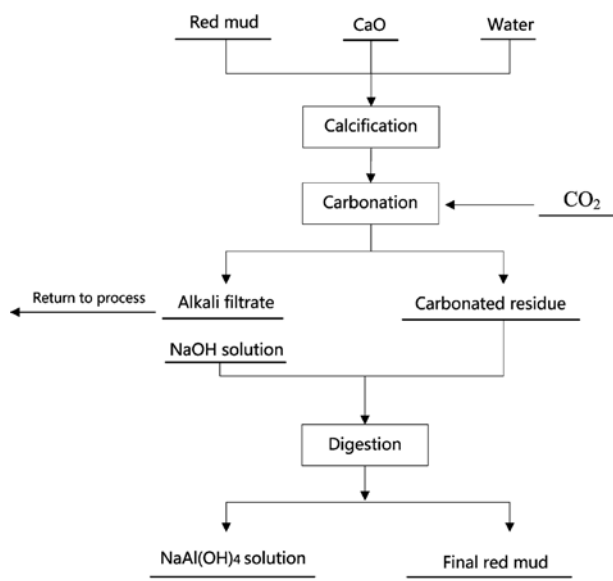 Red mud
CaO
Water
Calcification
Carbonation
CO₂
Return to process
Alkali filtrate
Carbonated residue
NaOH solution
Digestion
NaAl(OH)₄ solution
Final red mud